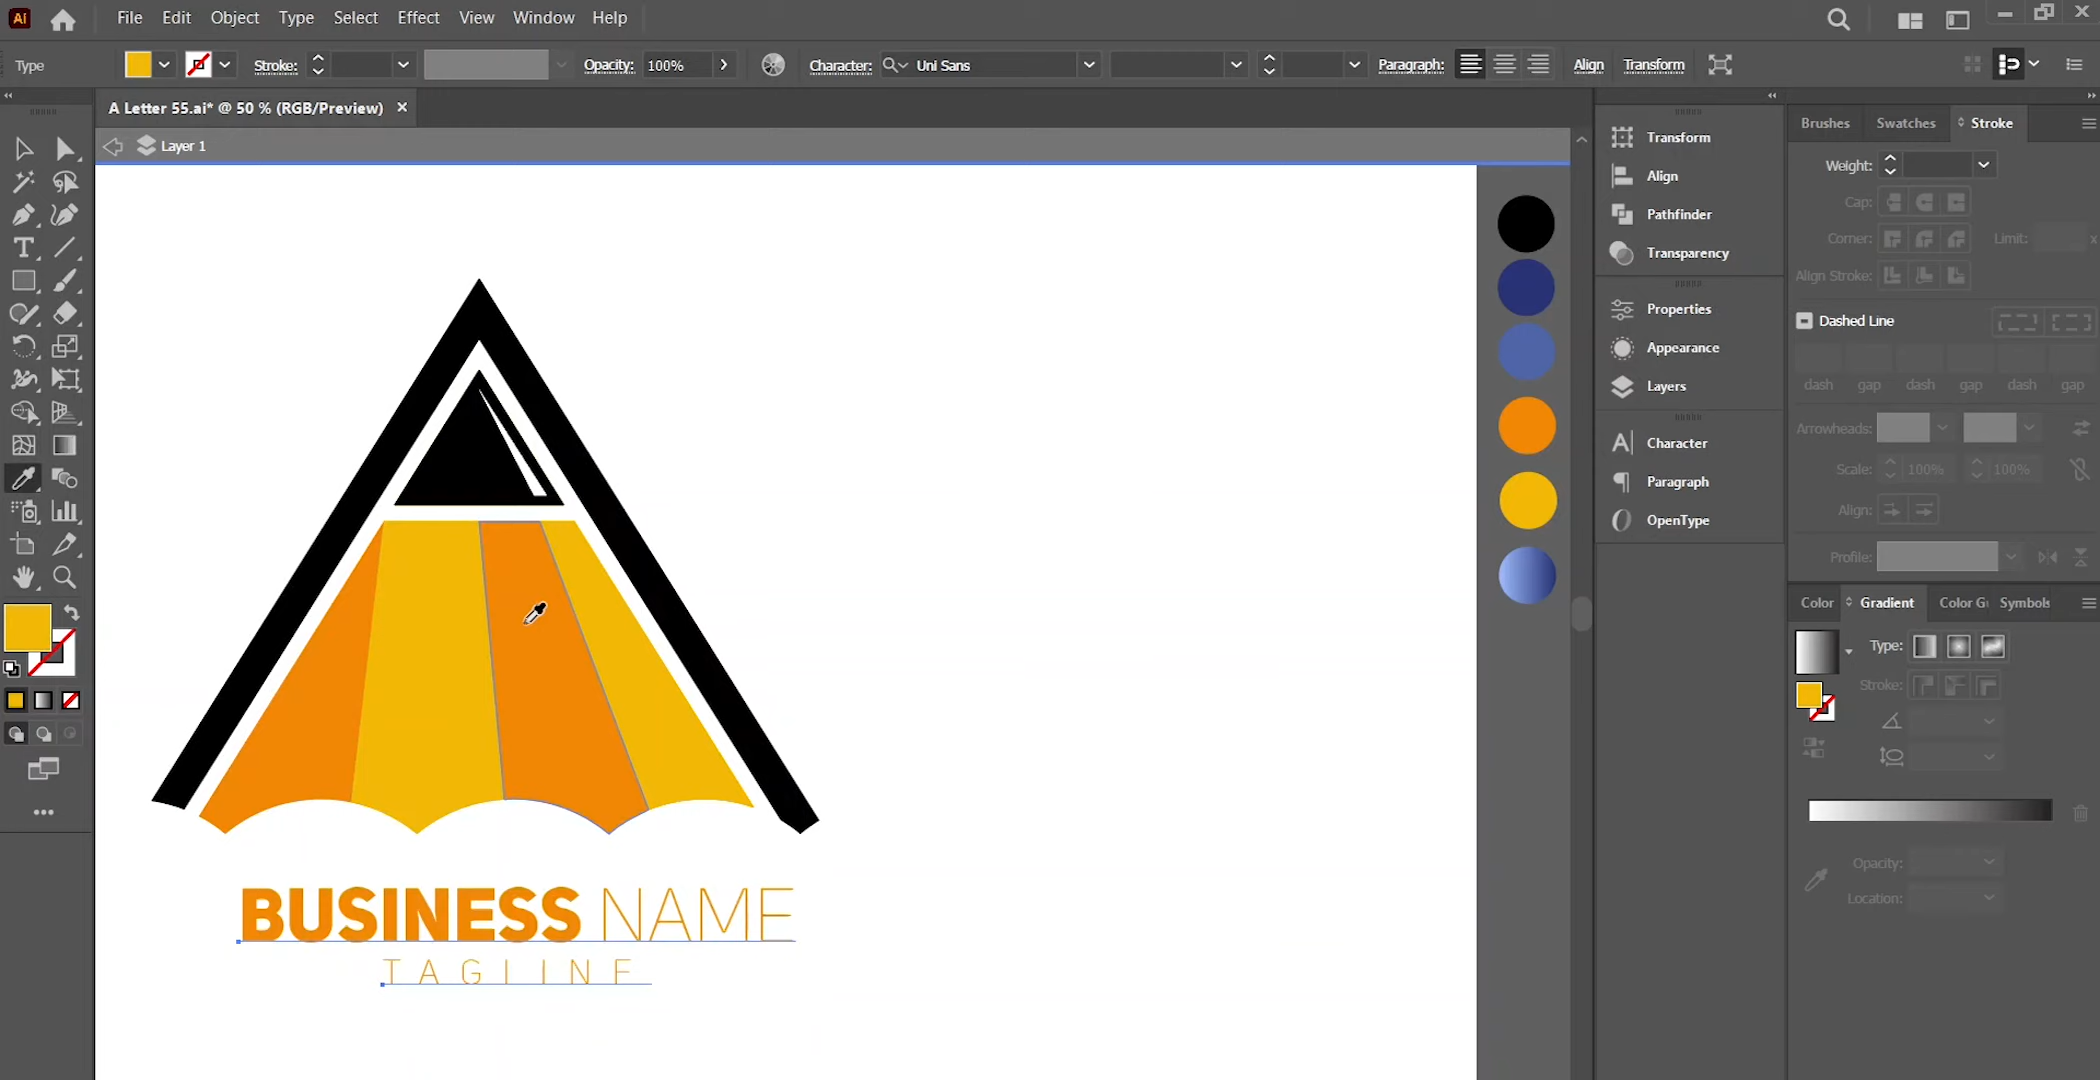 Ai File Edit Object Type Select Effect View Window Help
Type Stroke: Opacity: 100% Character: Uni Sans Paragraph: Align Transform
A Letter 55.ai* @ 50 % (RGB/Preview) ×
Layer 1
Transform
Align
Pathfinder
Transparency
Properties
Appearance
Layers
Character
Paragraph
OpenType
Brushes Swatches Stroke
Weight:
Cap:
Corner: Limit: x
Align Stroke:
Dashed Line
dash gap dash gap dash gap
Arrowheads:
Scale: 100% 100%
Align:
Profile:
Color Gradient Color G Symbols
Type:
Stroke:
Opacity:
Location:
BUSINESS NAME
TAGLINE